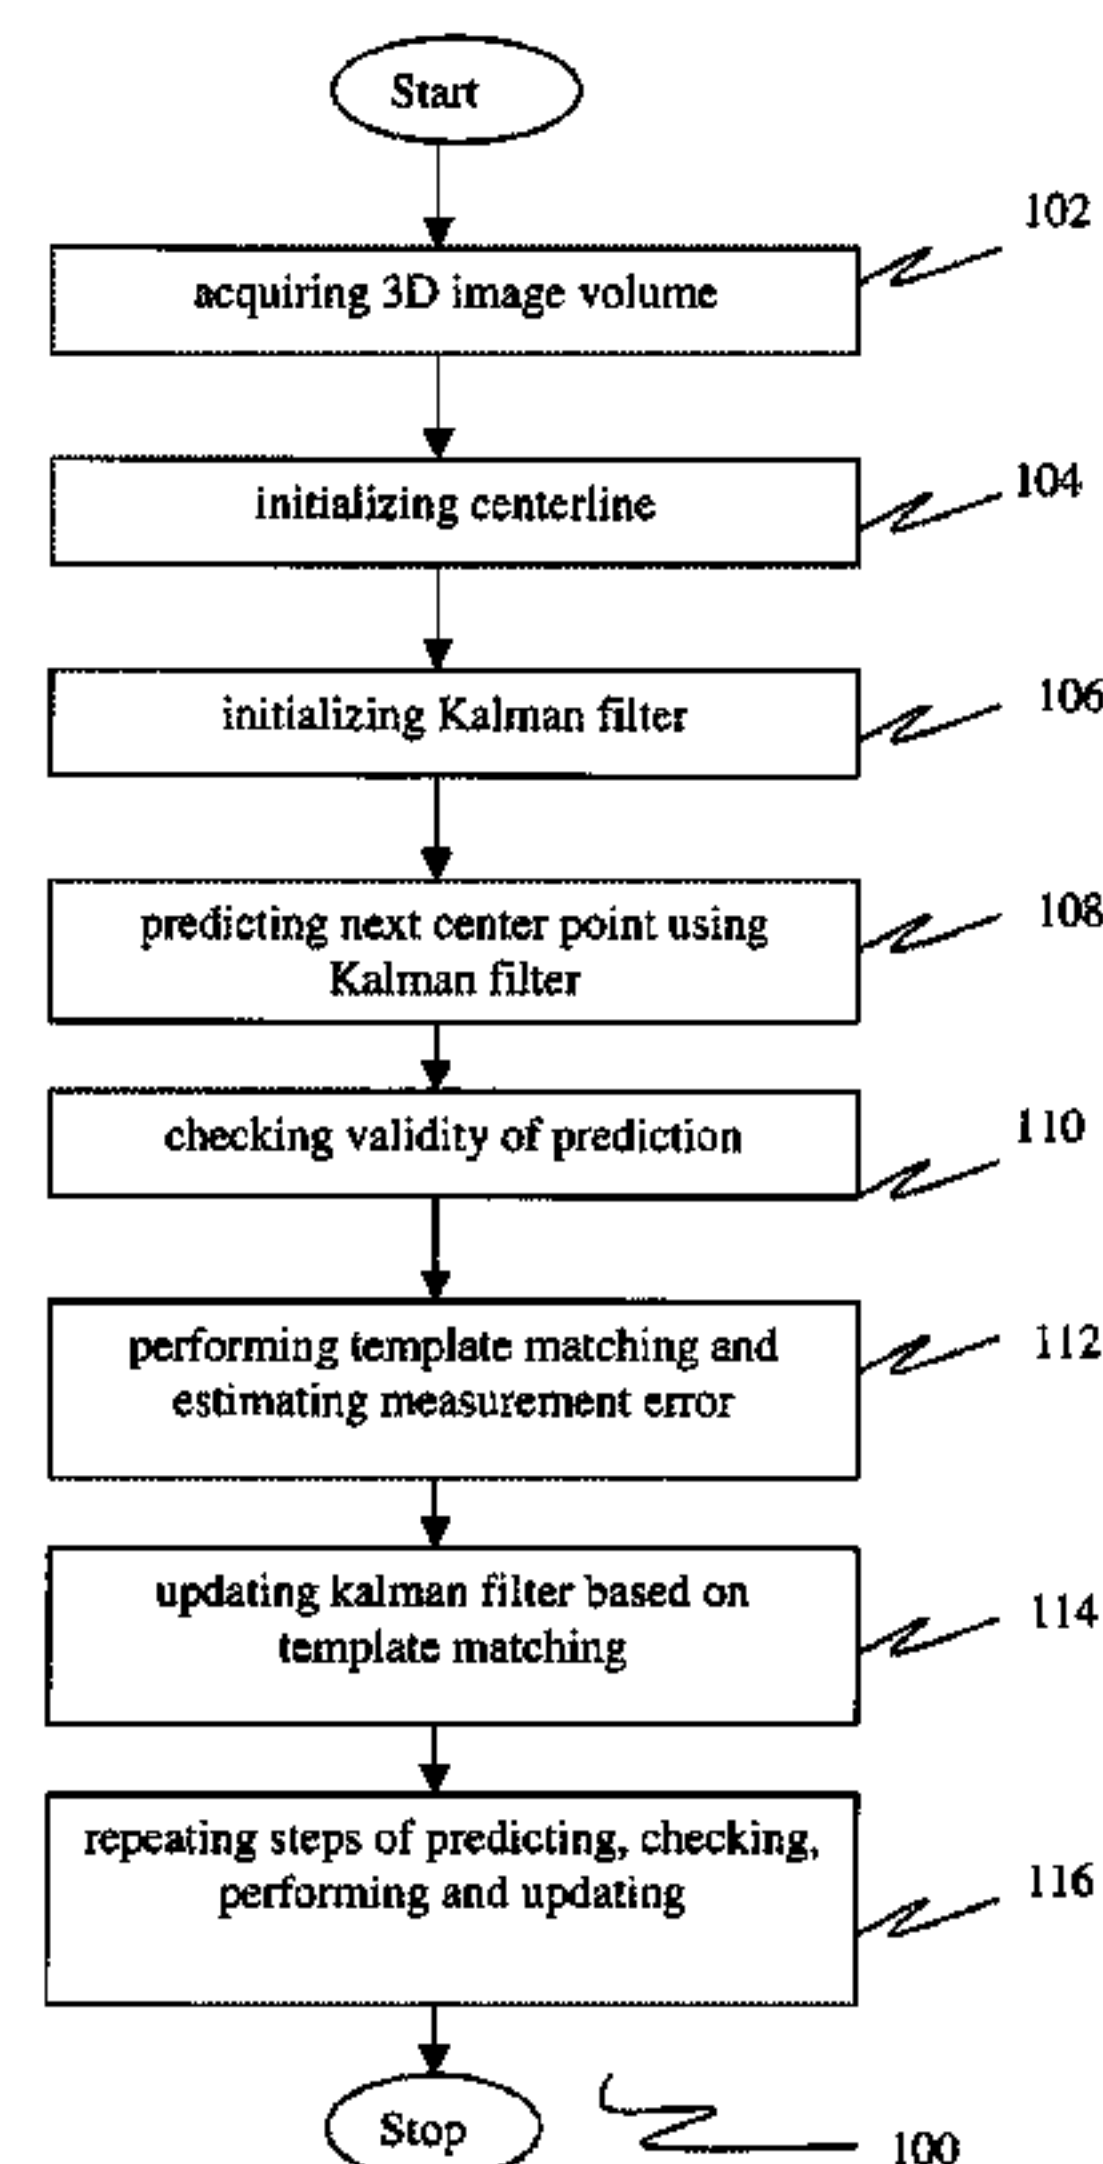 Start
102
acquiring 3D image volume
104
initializing centerline
106
initializing Kalman filter
108
predicting next center point using
Kalman filter
110
checking validity of prediction
112
performing template matching and
estimating measurement error
114
updating kalman filter based on
template matching
116
repeating steps of predicting, checking,
performing and updating
Stop
100